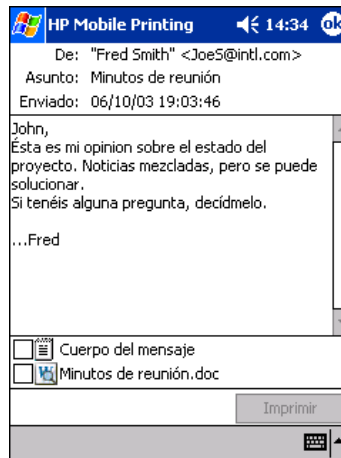 HP Mobile Printing 14:34 ok
De: "Fred Smith" <JoeS@intl.com>
Asunto: Minutos de reunión
Enviado: 06/10/03 19:03:46
John,
Ésta es mi opinion sobre el estado del
proyecto. Noticias mezcladas, pero se puede
solucionar.
Si tenéis alguna pregunta, decídmelo.
...Fred
Cuerpo del mensaje
Minutos de reunión.doc
Imprimir